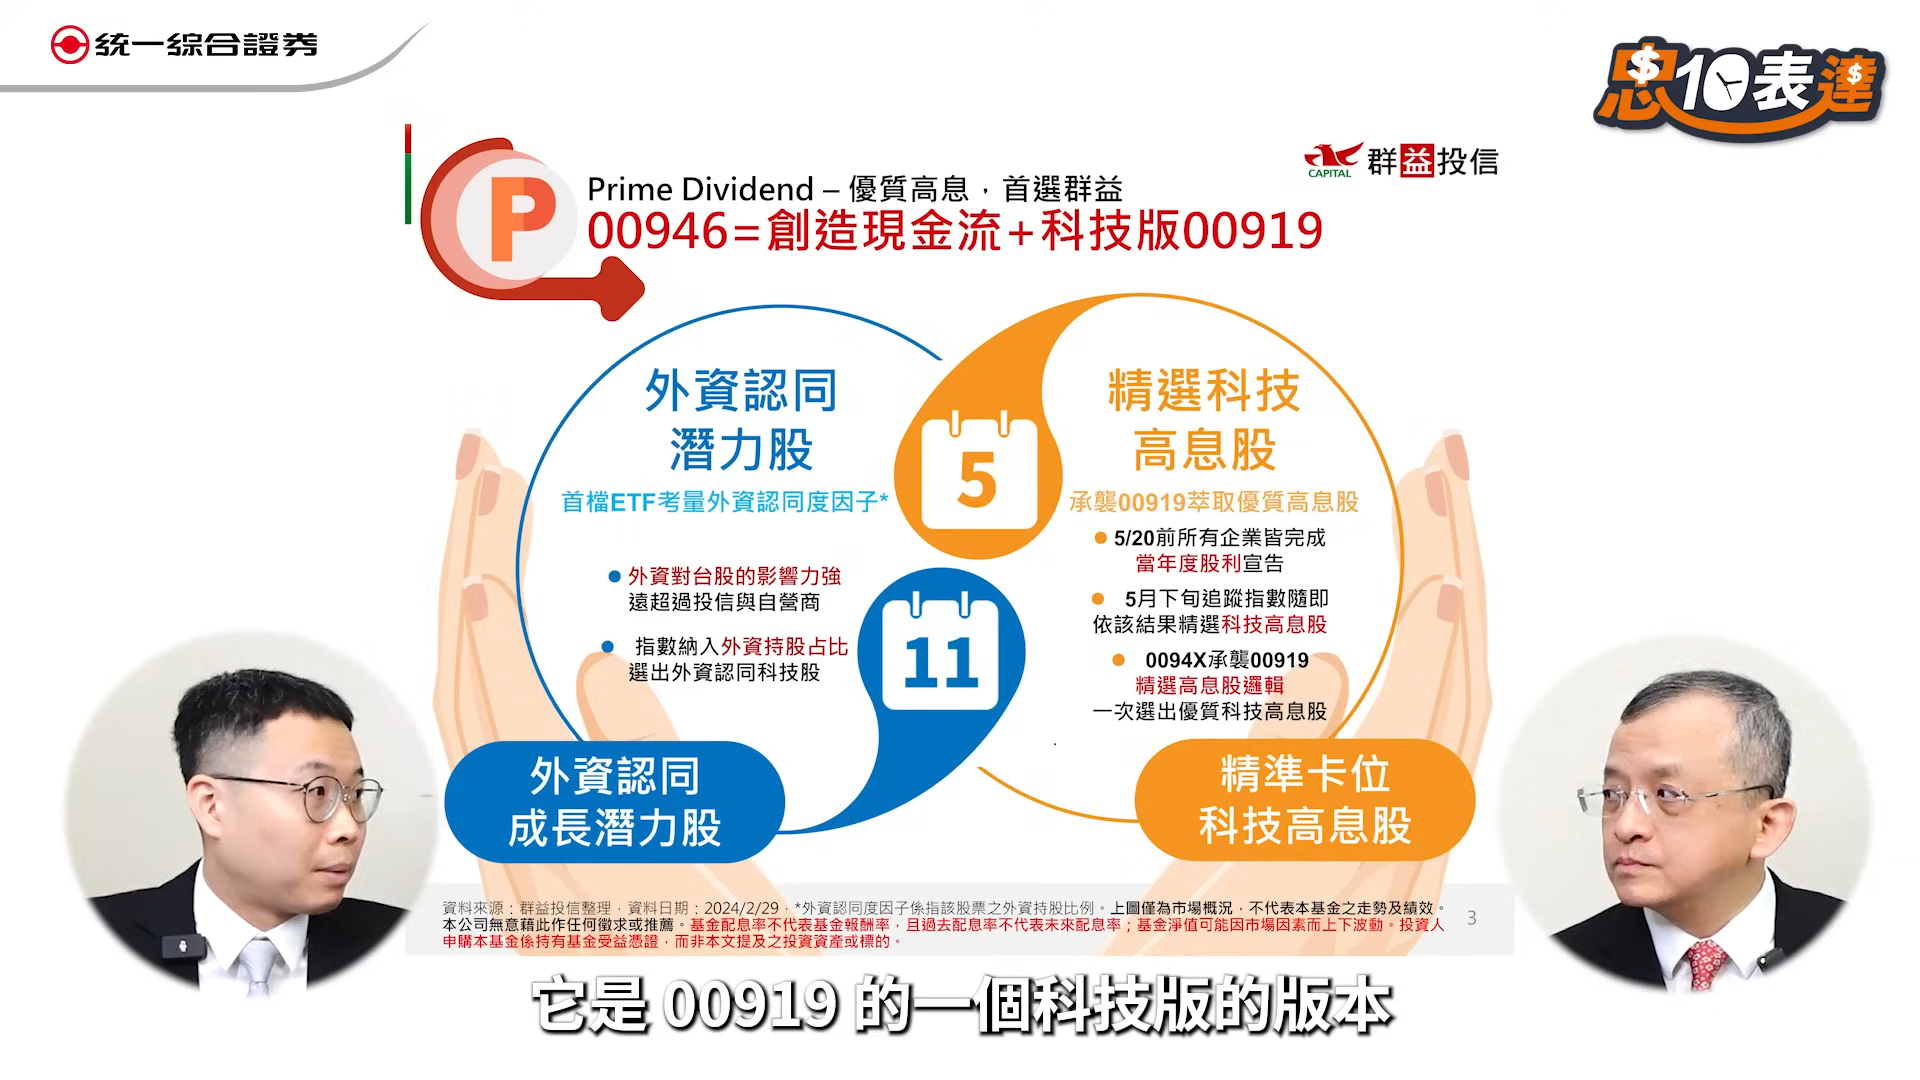 統一綜合證券
忠10表達
CAPITAL 群益投信
P
Prime Dividend – 優質高息，首選群益
00946=創造現金流+科技版00919
外資認同
潛力股
首檔ETF考量外資認同度因子*
外資對台股的影響力強
遠超過投信與自營商
指數納入外資持股占比
選出外資認同科技股
5
11
精選科技
高息股
承襲00919萃取優質高息股
5/20前所有企業皆完成
當年度股利宣告
5月下旬追蹤指數隨即
依該結果精選科技高息股
0094X承襲00919
精選高息股邏輯
一次選出優質科技高息股
外資認同
成長潛力股
精準卡位
科技高息股
資料來源：群益投信整理，資料日期：2024/2/29，*外資認同度因子係指該股票之外資持股比例。上圖僅為市場概況，不代表本基金之走勢及績效。
本公司無意藉此作任何徵求或推薦。基金配息率不代表基金報酬率，且過去配息率不代表未來配息率；基金淨值可能因市場因素而上下波動。投資人
申購本基金係持有基金受益憑證，而非本文提及之投資資產或標的。
3
它是 00919 的一個科技版的版本